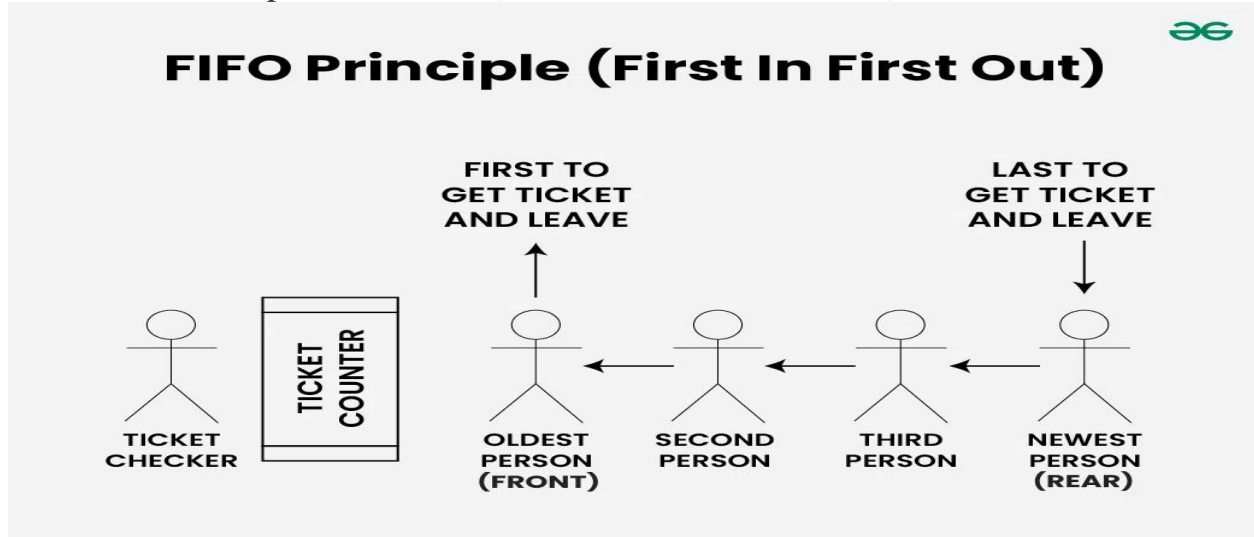 FIFO Principle (First In First Out)
FIRST TO
GET TICKET
AND LEAVE
LAST TO
GET TICKET
AND LEAVE
TICKET
COUNTER
TICKET
CHECKER
OLDEST
PERSON
(FRONT)
SECOND
PERSON
THIRD
PERSON
NEWEST
PERSON
(REAR)